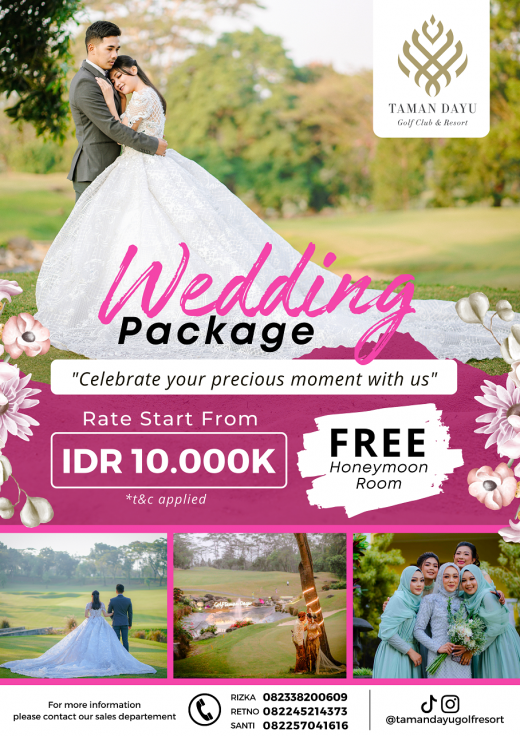 TAMAN DAYU
Golf Club & Resort
Wedding
Package
"Celebrate your precious moment with us"
Rate Start From
IDR 10.000K
*t&c applied
FREE
Honeymoon
Room
For more information
please contact our sales departement
RIZKA 082338200609
RETNO 082245214373
SANTI 082257041616
@tamandayugolfresort